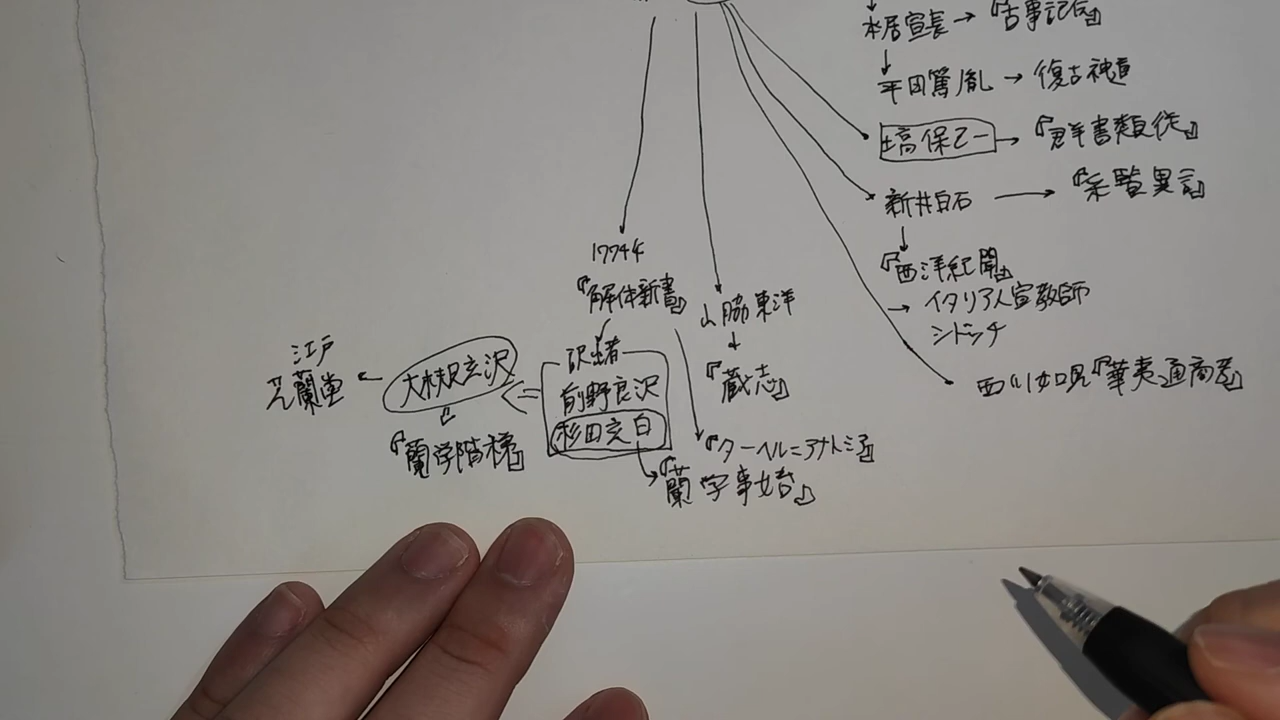 本居宣長→『古事記伝』
平田篤胤→復古神道
塙保己一→『群書類従』
新井白石→『采覧異言』
『西洋紀聞』
→イタリア人宣教師
シドッチ
西川如見『華夷通商考』
1774年
『解体新書』
訳出者
前野良沢
杉田玄白
『蘭学事始』
『ターヘル=アナトミア』
山脇東洋
『蔵志』
大槻玄沢
『蘭学階梯』
江戸
芝蘭堂